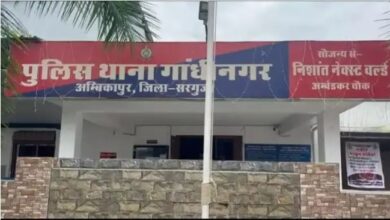 पुलिस थाना गांधीनगर
अम्बिकापुर, जिला-सरगुजा
सौजन्य सेः-
निशांत नेक्स्ट वर्ल्ड
अम्बेडकर चौक